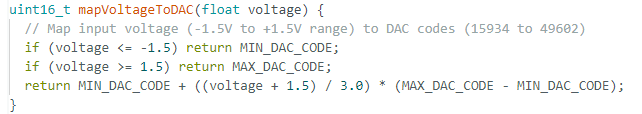 uint16_t mapVoltageToDAC(float voltage) {
  // Map input voltage (-1.5V to +1.5V range) to DAC codes (15934 to 49602)
  if (voltage <= -1.5) return MIN_DAC_CODE;
  if (voltage >= 1.5) return MAX_DAC_CODE;
  return MIN_DAC_CODE + ((voltage + 1.5) / 3.0) * (MAX_DAC_CODE - MIN_DAC_CODE);
}